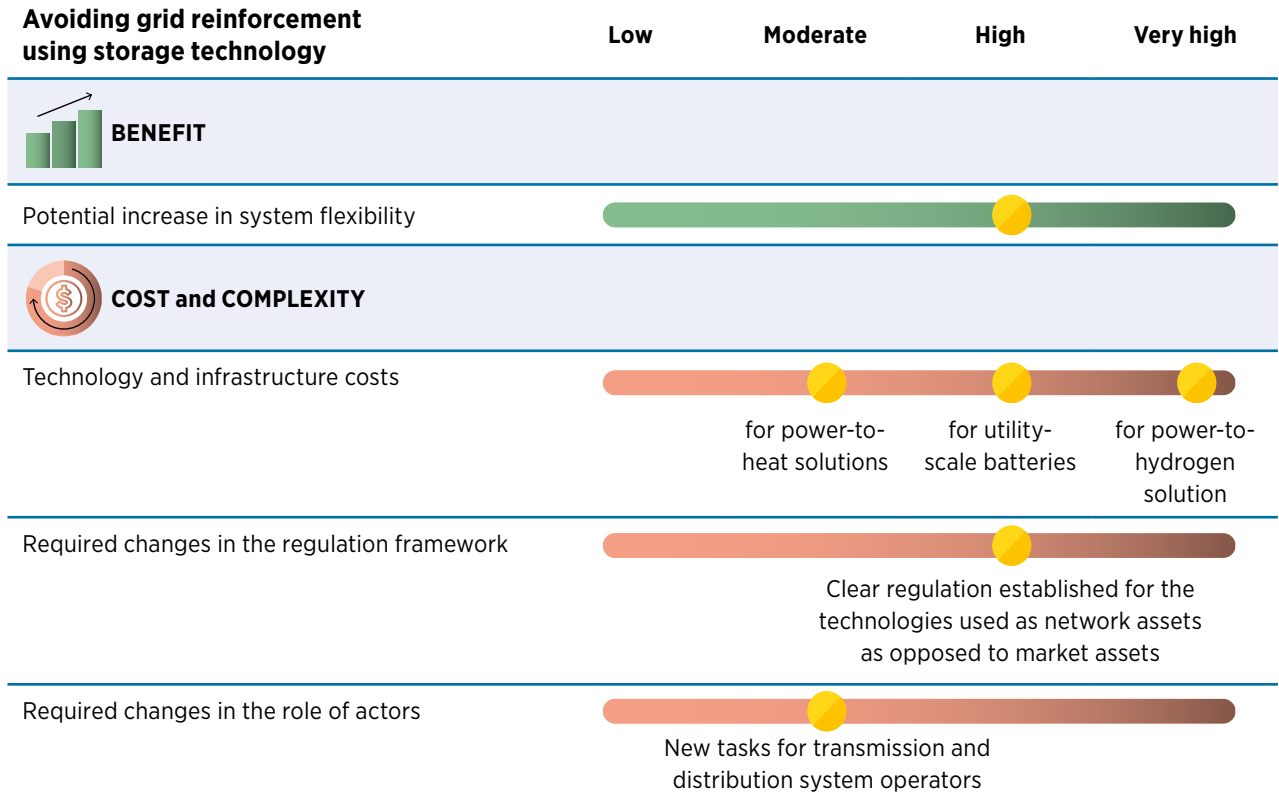 Avoiding grid reinforcement
using storage technology
Low Moderate High Very high
BENEFIT
Potential increase in system flexibility
$
COST and COMPLEXITY
Technology and infrastructure costs
for power-to-
heat solutions
for utility-
scale batteries
for power-to-
hydrogen
solution
Required changes in the regulation framework
Clear regulation established for the
technologies used as network assets
as opposed to market assets
Required changes in the role of actors
New tasks for transmission and
distribution system operators